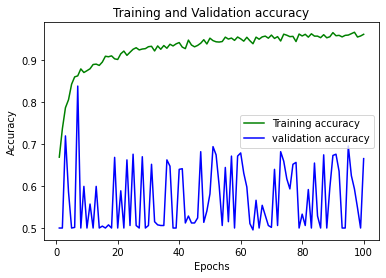 Training and Validation accuracy
Accuracy
0.9
0.8
0.7
0.6
0.5
Training accuracy
validation accuracy
0
20
40
60
80
100
Epochs